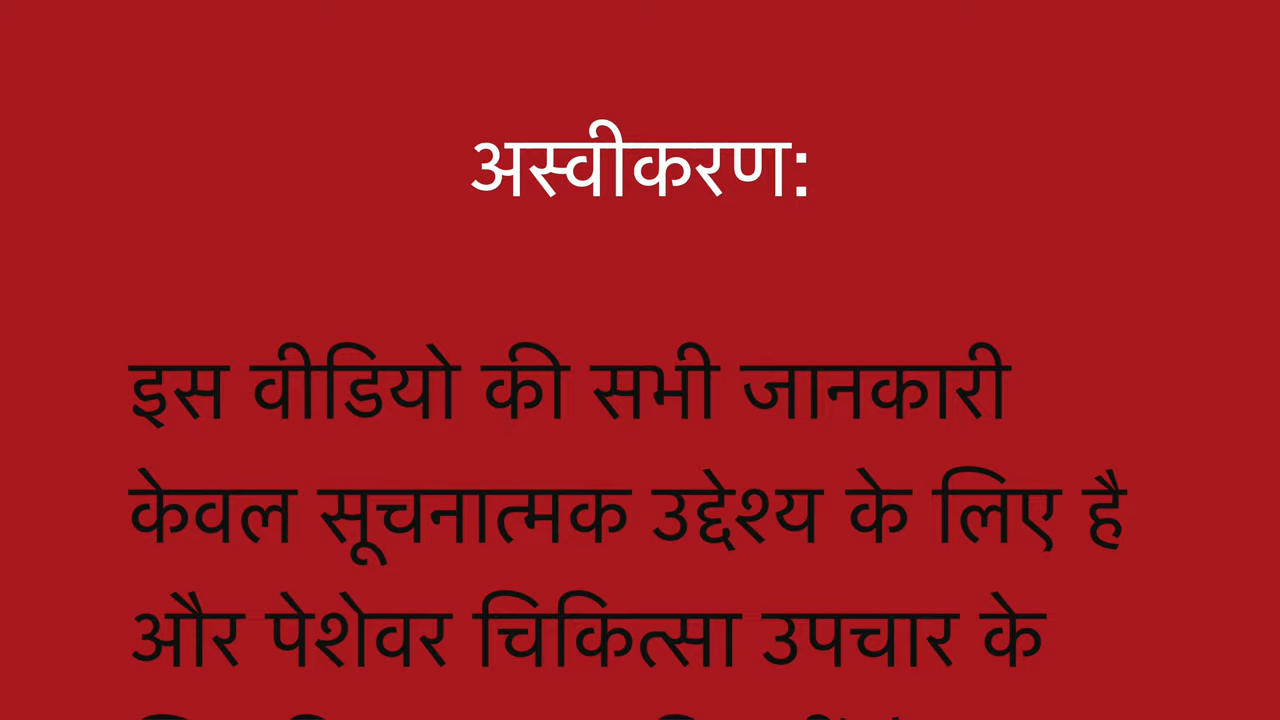 अस्वीकरण:
इस वीडियो की सभी जानकारी
केवल सूचनात्मक उद्देश्य के लिए है
और पेशेवर चिकित्सा उपचार के